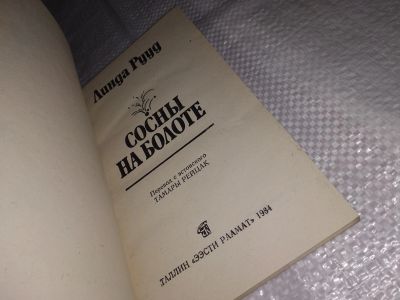 Линда Рууд
СОСНЫ
НА БОЛОТЕ
Перевод с эстонского
ТАМАРЫ РЕЙЦАК
ТАЛЛИН «ЭЭСТИ РААМАТ» 1984